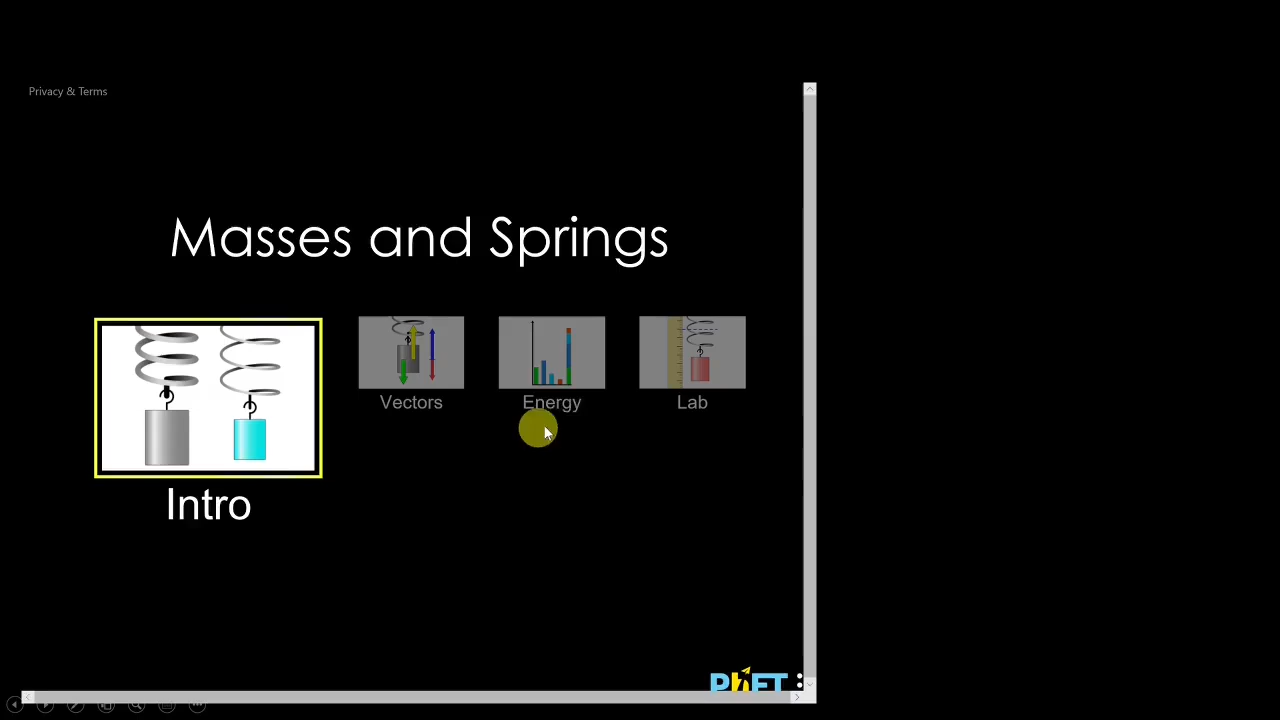 Privacy & Terms
Masses and Springs
Vectors
Energy
Lab
Intro
PhET